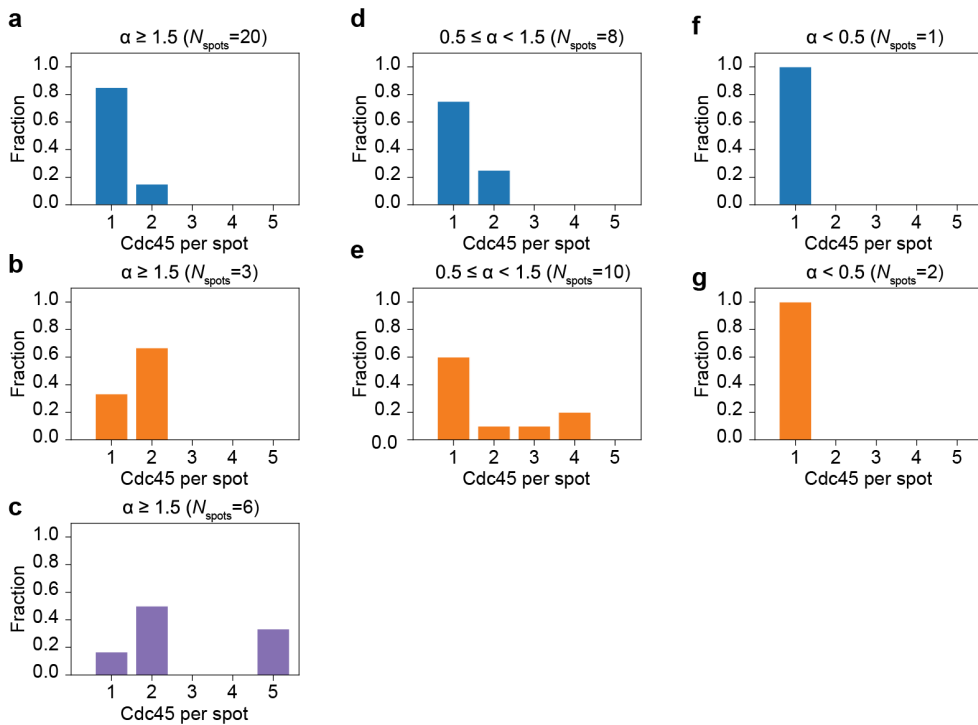 a
α ≥ 1.5 (Nspots=20)
1.0
0.8
0.6
0.4
0.2
0.0
Fraction
1 2 3 4 5
Cdc45 per spot
b
α ≥ 1.5 (Nspots=3)
1.0
0.8
0.6
0.4
0.2
0.0
Fraction
1 2 3 4 5
Cdc45 per spot
c
α ≥ 1.5 (Nspots=6)
1.0
0.8
0.6
0.4
0.2
0.0
Fraction
1 2 3 4 5
Cdc45 per spot
d
0.5 ≤ α < 1.5 (Nspots=8)
1.0
0.8
0.6
0.4
0.2
0.0
Fraction
1 2 3 4 5
Cdc45 per spot
e
0.5 ≤ α < 1.5 (Nspots=10)
1.0
0.8
0.6
0.4
0.2
0.0
Fraction
1 2 3 4 5
Cdc45 per spot
f
α < 0.5 (Nspots=1)
1.0
0.8
0.6
0.4
0.2
0.0
Fraction
1 2 3 4 5
Cdc45 per spot
g
α < 0.5 (Nspots=2)
1.0
0.8
0.6
0.4
0.2
0.0
Fraction
1 2 3 4 5
Cdc45 per spot